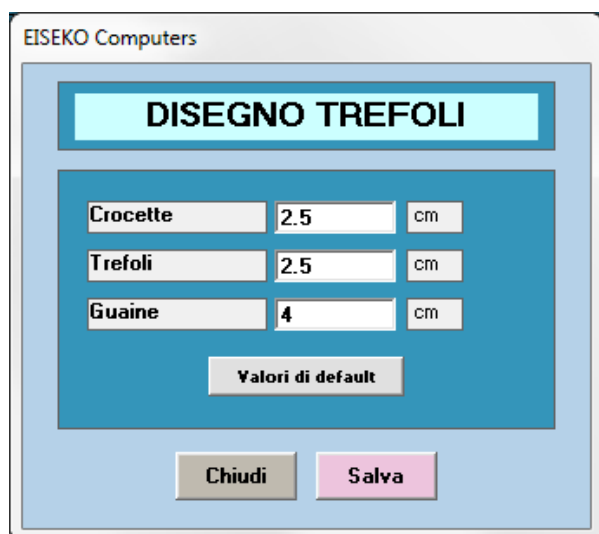 EISEKO Computers
DISEGNO TREFOLI
Crocette 2.5 cm
Trefoli 2.5 cm
Guaine 4 cm
Valori di default
Chiudi Salva